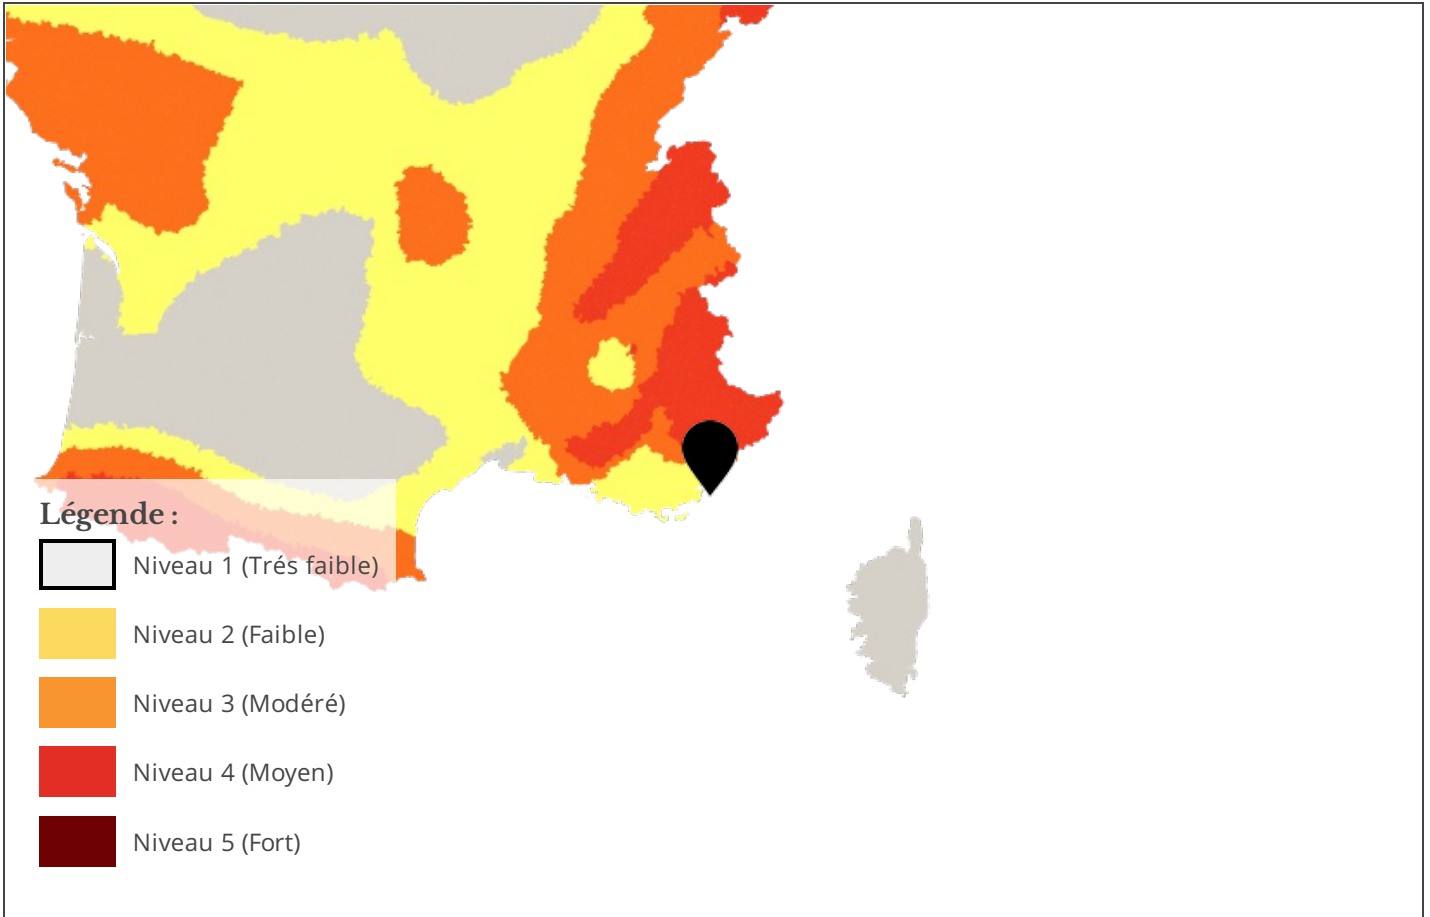 Légende :
Niveau 1 (Trés faible)
Niveau 2 (Faible)
Niveau 3 (Modéré)
Niveau 4 (Moyen)
Niveau 5 (Fort)